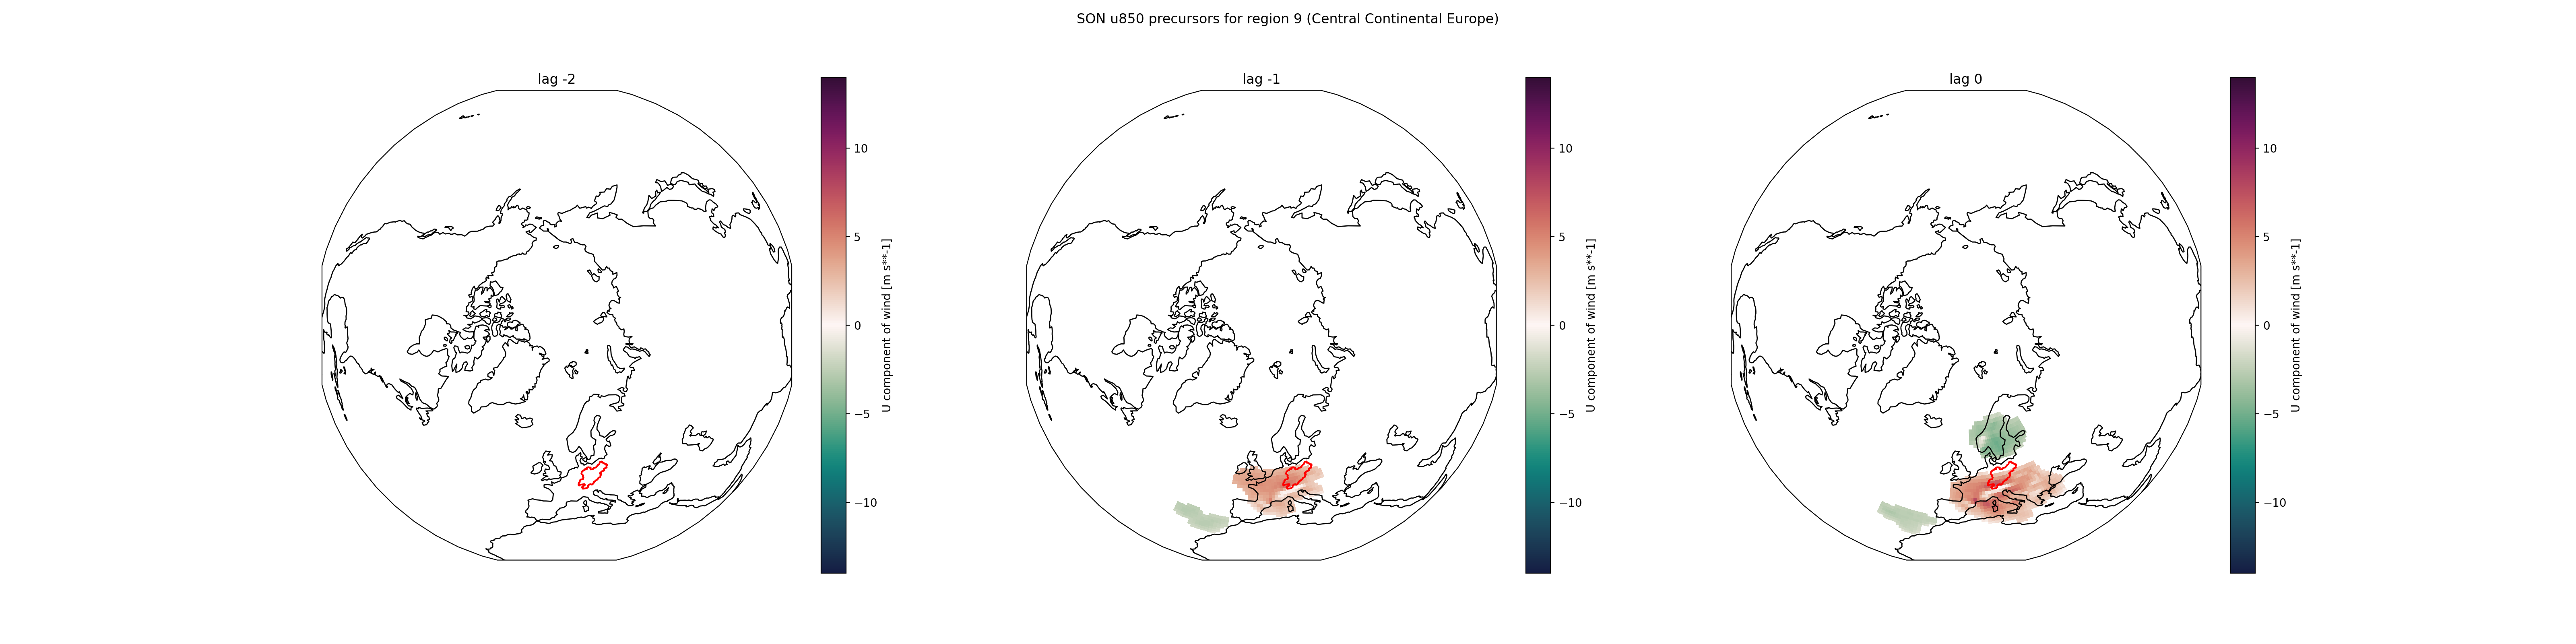 SON u850 precursors for region 9 (Central Continental Europe)
lag -2
10
5
0
−5
−10
U component of wind [m s**-1]
lag -1
10
5
0
−5
−10
U component of wind [m s**-1]
lag 0
10
5
0
−5
−10
U component of wind [m s**-1]